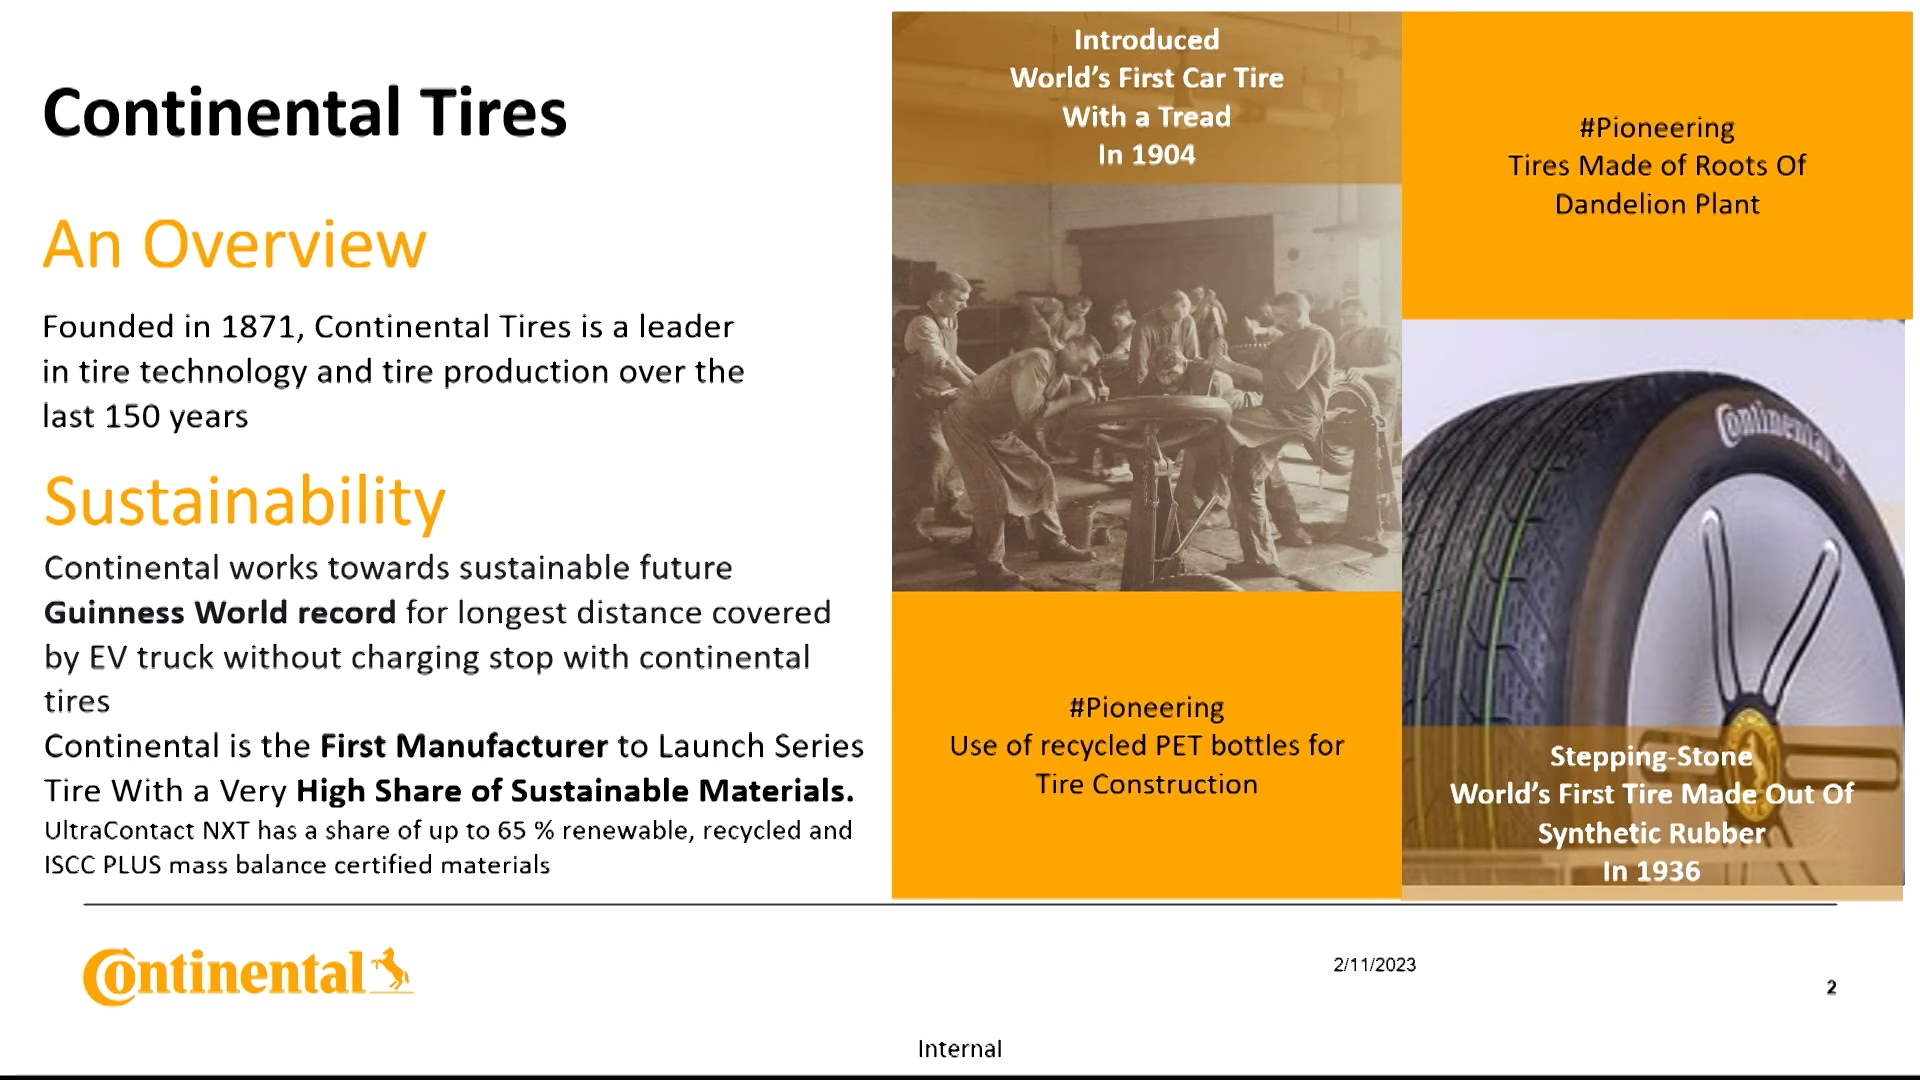 Continental Tires
An Overview
Founded in 1871, Continental Tires is a leader
in tire technology and tire production over the
last 150 years
Sustainability
Continental works towards sustainable future
Guinness World record for longest distance covered
by EV truck without charging stop with continental
tires
Continental is the First Manufacturer to Launch Series
Tire With a Very High Share of Sustainable Materials.
UltraContact NXT has a share of up to 65 % renewable, recycled and
ISCC PLUS mass balance certified materials
Introduced
World’s First Car Tire
With a Tread
In 1904
#Pioneering
Use of recycled PET bottles for
Tire Construction
#Pioneering
Tires Made of Roots Of
Dandelion Plant
Continental
Stepping-Stone
World’s First Tire Made Out Of
Synthetic Rubber
In 1936
Continental
2/11/2023
2
Internal